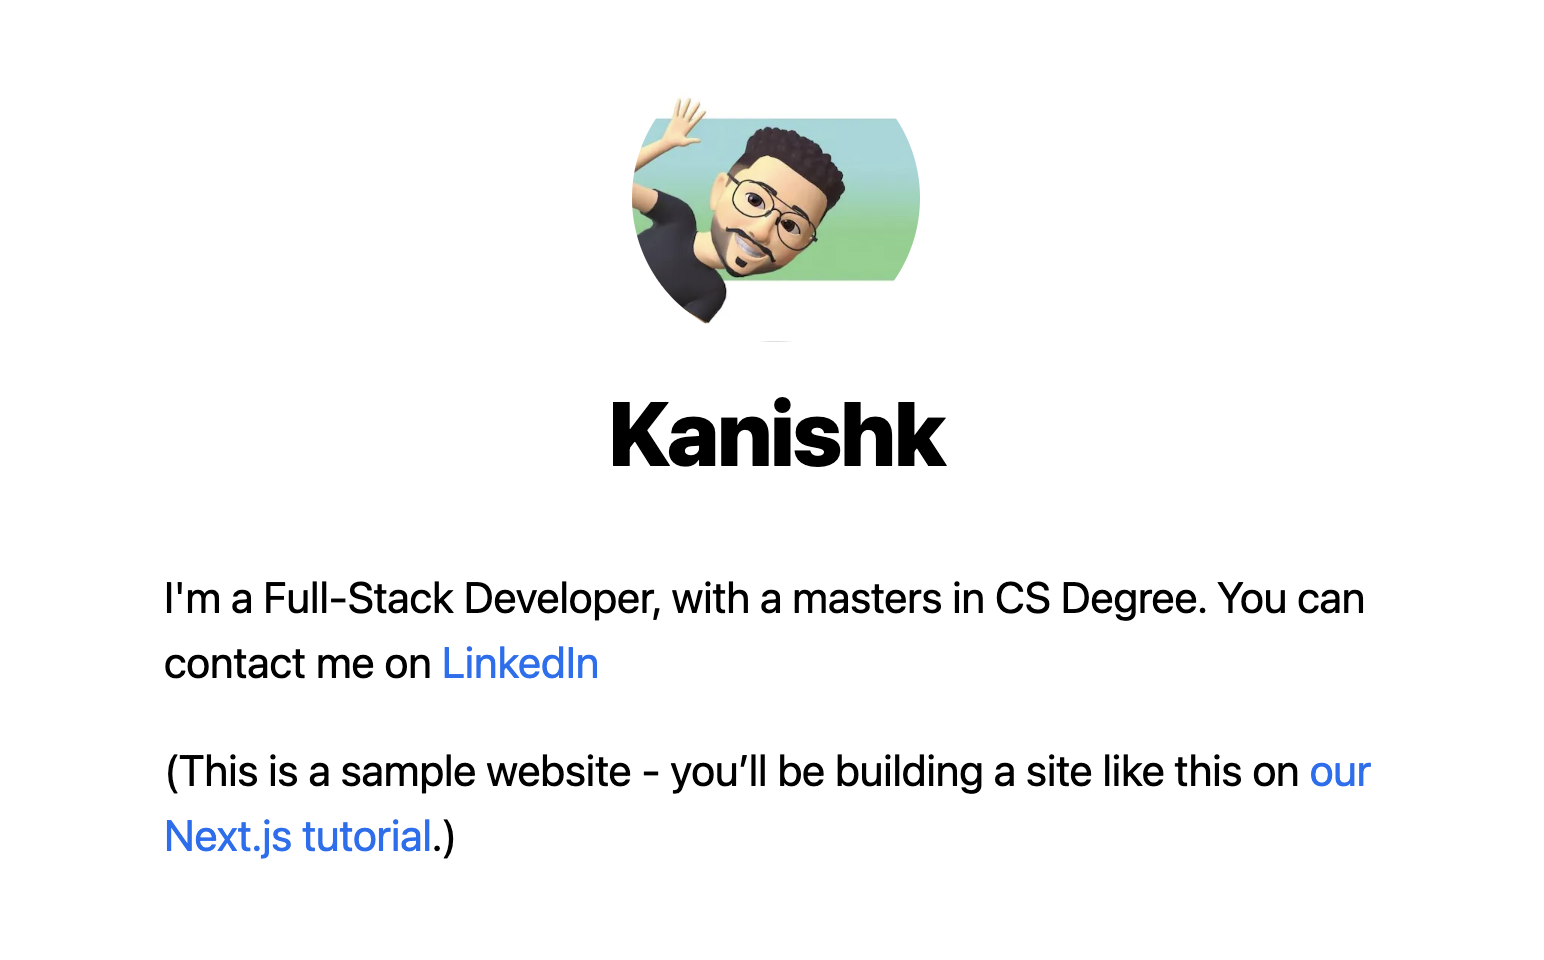 Kanishk
I'm a Full-Stack Developer, with a masters in CS Degree. You can
contact me on LinkedIn
(This is a sample website - you’ll be building a site like this on our
Next.js tutorial.)